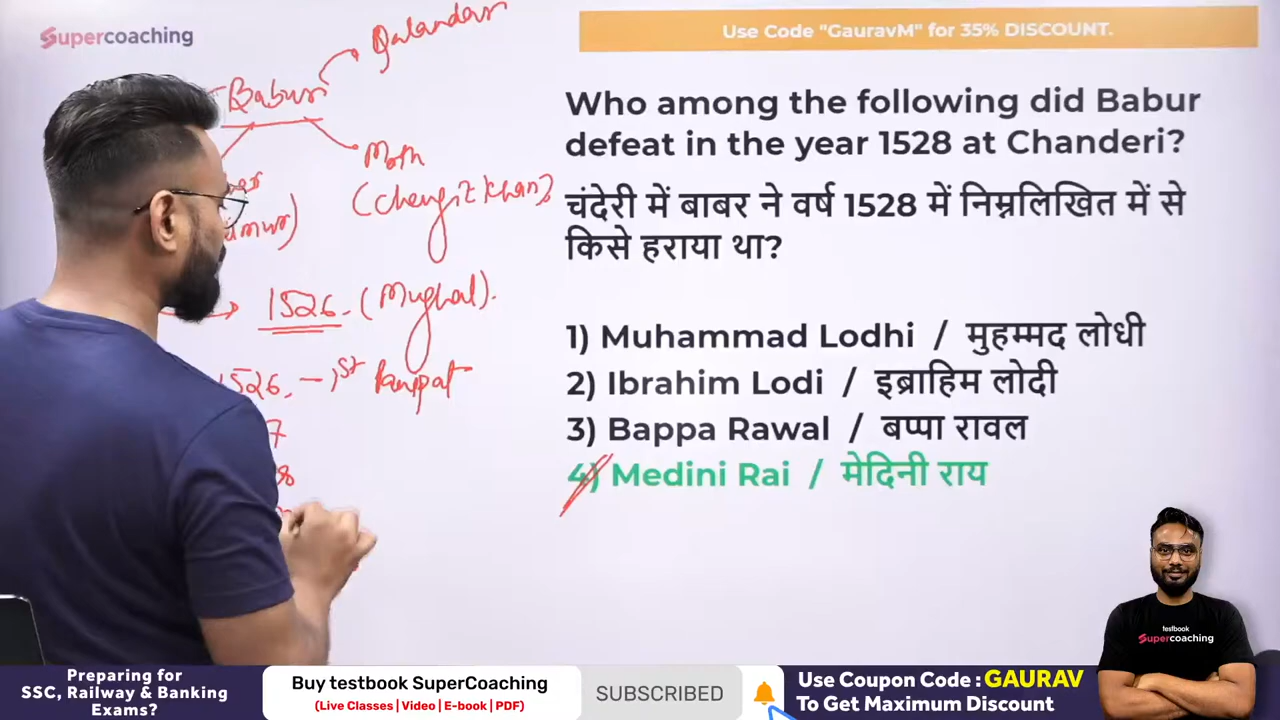 Supercoaching
Use Code "GauravM" for 35% DISCOUNT.
Babur
Qalandar
Moth
(Chengiz Khan)
1526 - (Mughal).
1526 - 1st Panipat
7
8
Who among the following did Babur
defeat in the year 1528 at Chanderi?
चंदेरी में बाबर ने वर्ष 1528 में निम्नलिखित में से
किसे हराया था?
1) Muhammad Lodhi / मुहम्मद लोधी
2) Ibrahim Lodi / इब्राहिम लोदी
3) Bappa Rawal / बप्पा रावल
4) Medini Rai / मेदिनी राय
testbook
Supercoaching
Preparing for
SSC, Railway & Banking
Exams?
Buy testbook SuperCoaching
(Live Classes | Video | E-book | PDF)
SUBSCRIBED
Use Coupon Code : GAURAV
To Get Maximum Discount